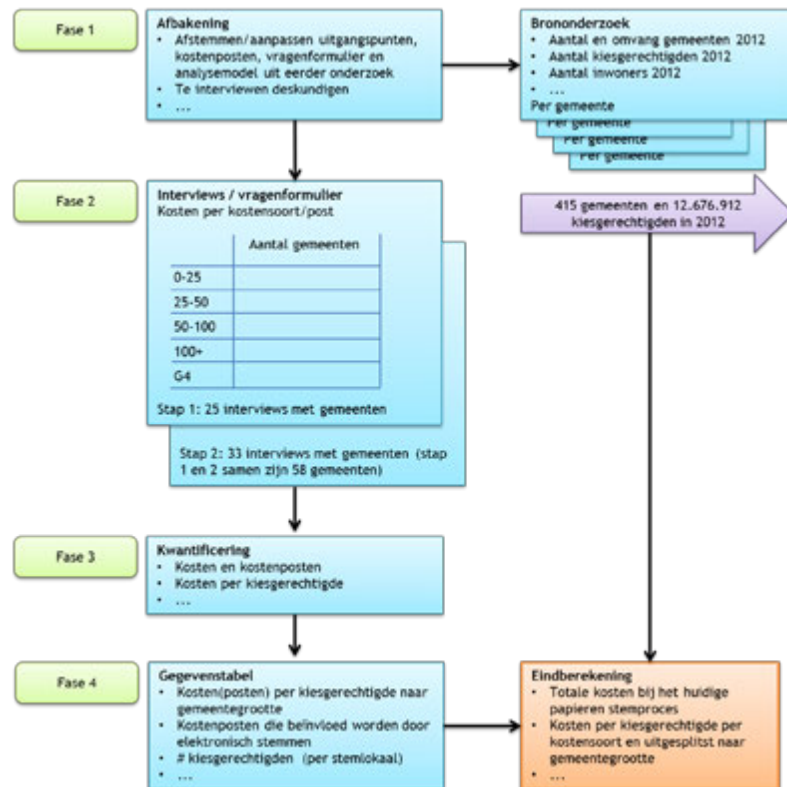 Fase 1
Afbakening
• Afstemmen/aanpassen uitgangspunten,
kostenposten, vragenformulier en
analysemodel uit eerder onderzoek
• Te interviewen deskundigen
• ...
Brononderzoek
• Aantal en omvang gemeenten 2012
• Aantal kiesgerechtigden 2012
• Aantal inwoners 2012
• ...
Per gemeente
Per gemeente
Per gemeente
Per gemeente
Fase 2
Interviews / vragenformulier
Kosten per kostensoort/post
Aantal gemeenten
0-25
25-50
50-100
100+
G4
Stap 1: 25 interviews met gemeenten
Stap 2: 33 interviews met gemeenten (stap
1 en 2 samen zijn 58 gemeenten)
415 gemeenten en 12.676.912
kiesgerechtigden in 2012
Fase 3
Kwantificering
• Kosten en kostenposten
• Kosten per kiesgerechtigde
• ...
Fase 4
Gegevenstabel
• Kosten(posten) per kiesgerechtigde naar
gemeentegrootte
• Kostenposten die beïnvloed worden door
elektronisch stemmen
• # kiesgerechtigden (per stemlokaal)
• ...
Eindberekening
• Totale kosten bij het huidige
papieren stemproces
• Kosten per kiesgerechtigde per
kostensoort en uitgesplitst naar
gemeentegrootte
• ...